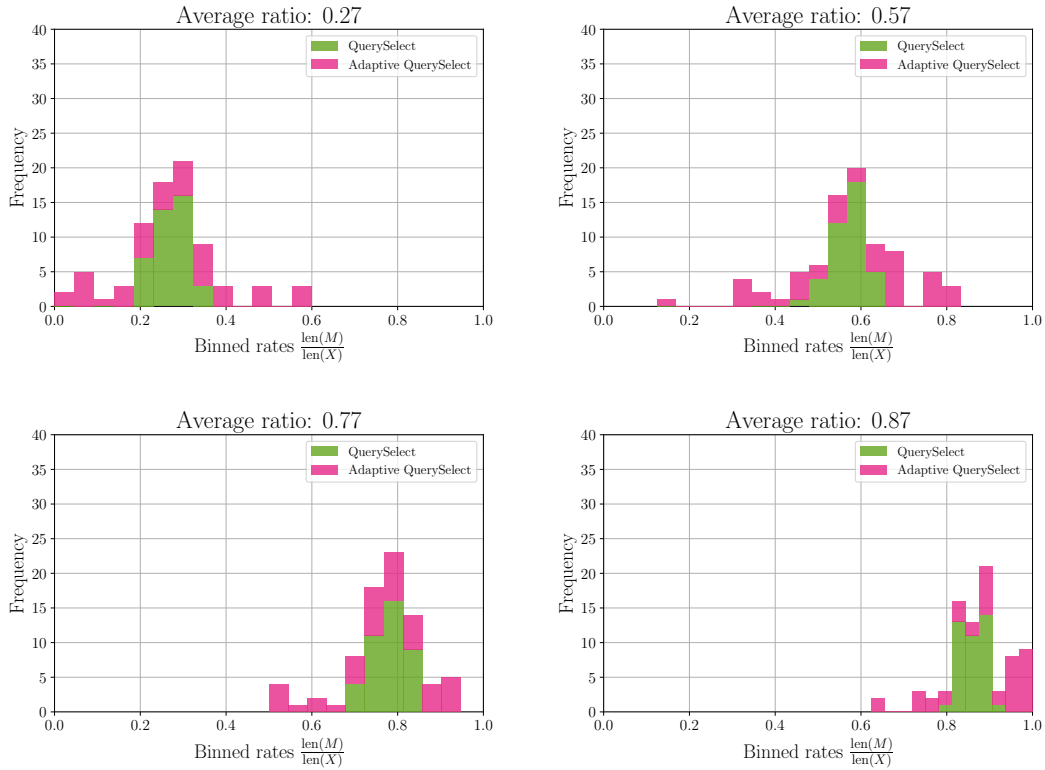 Average ratio: 0.27
40
35
30
25
20
15
10
5
0
Frequency
QuerySelect
Adaptive QuerySelect
0.0 0.2 0.4 0.6 0.8 1.0
Binned rates len(M)/len(X)
Average ratio: 0.57
40
35
30
25
20
15
10
5
0
Frequency
QuerySelect
Adaptive QuerySelect
0.0 0.2 0.4 0.6 0.8 1.0
Binned rates len(M)/len(X)
Average ratio: 0.77
40
35
30
25
20
15
10
5
0
Frequency
QuerySelect
Adaptive QuerySelect
0.0 0.2 0.4 0.6 0.8 1.0
Binned rates len(M)/len(X)
Average ratio: 0.87
40
35
30
25
20
15
10
5
0
Frequency
QuerySelect
Adaptive QuerySelect
0.0 0.2 0.4 0.6 0.8 1.0
Binned rates len(M)/len(X)